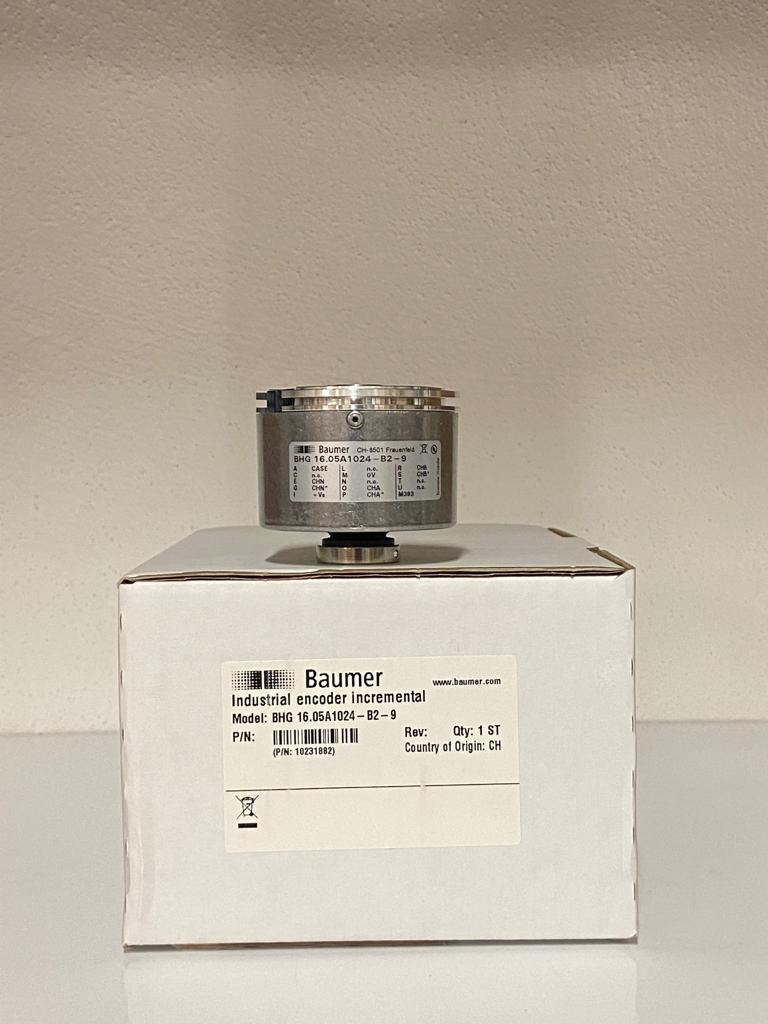 Baumer CH-8501 Frauenfeld
BHG 16.05A1024-B2-9
A CASE L n.c. R CHB
C n.c. M 0V S CHB*
E CHN N n.c. T n.c.
G CHN* O CHA U n.c.
I +Vs P CHA* M393
Baumer www.baumer.com
Industrial encoder incremental
Model: BHG 16.05A1024-B2-9
P/N: Rev: Qty: 1 ST
(P/N: 10231882) Country of Origin: CH